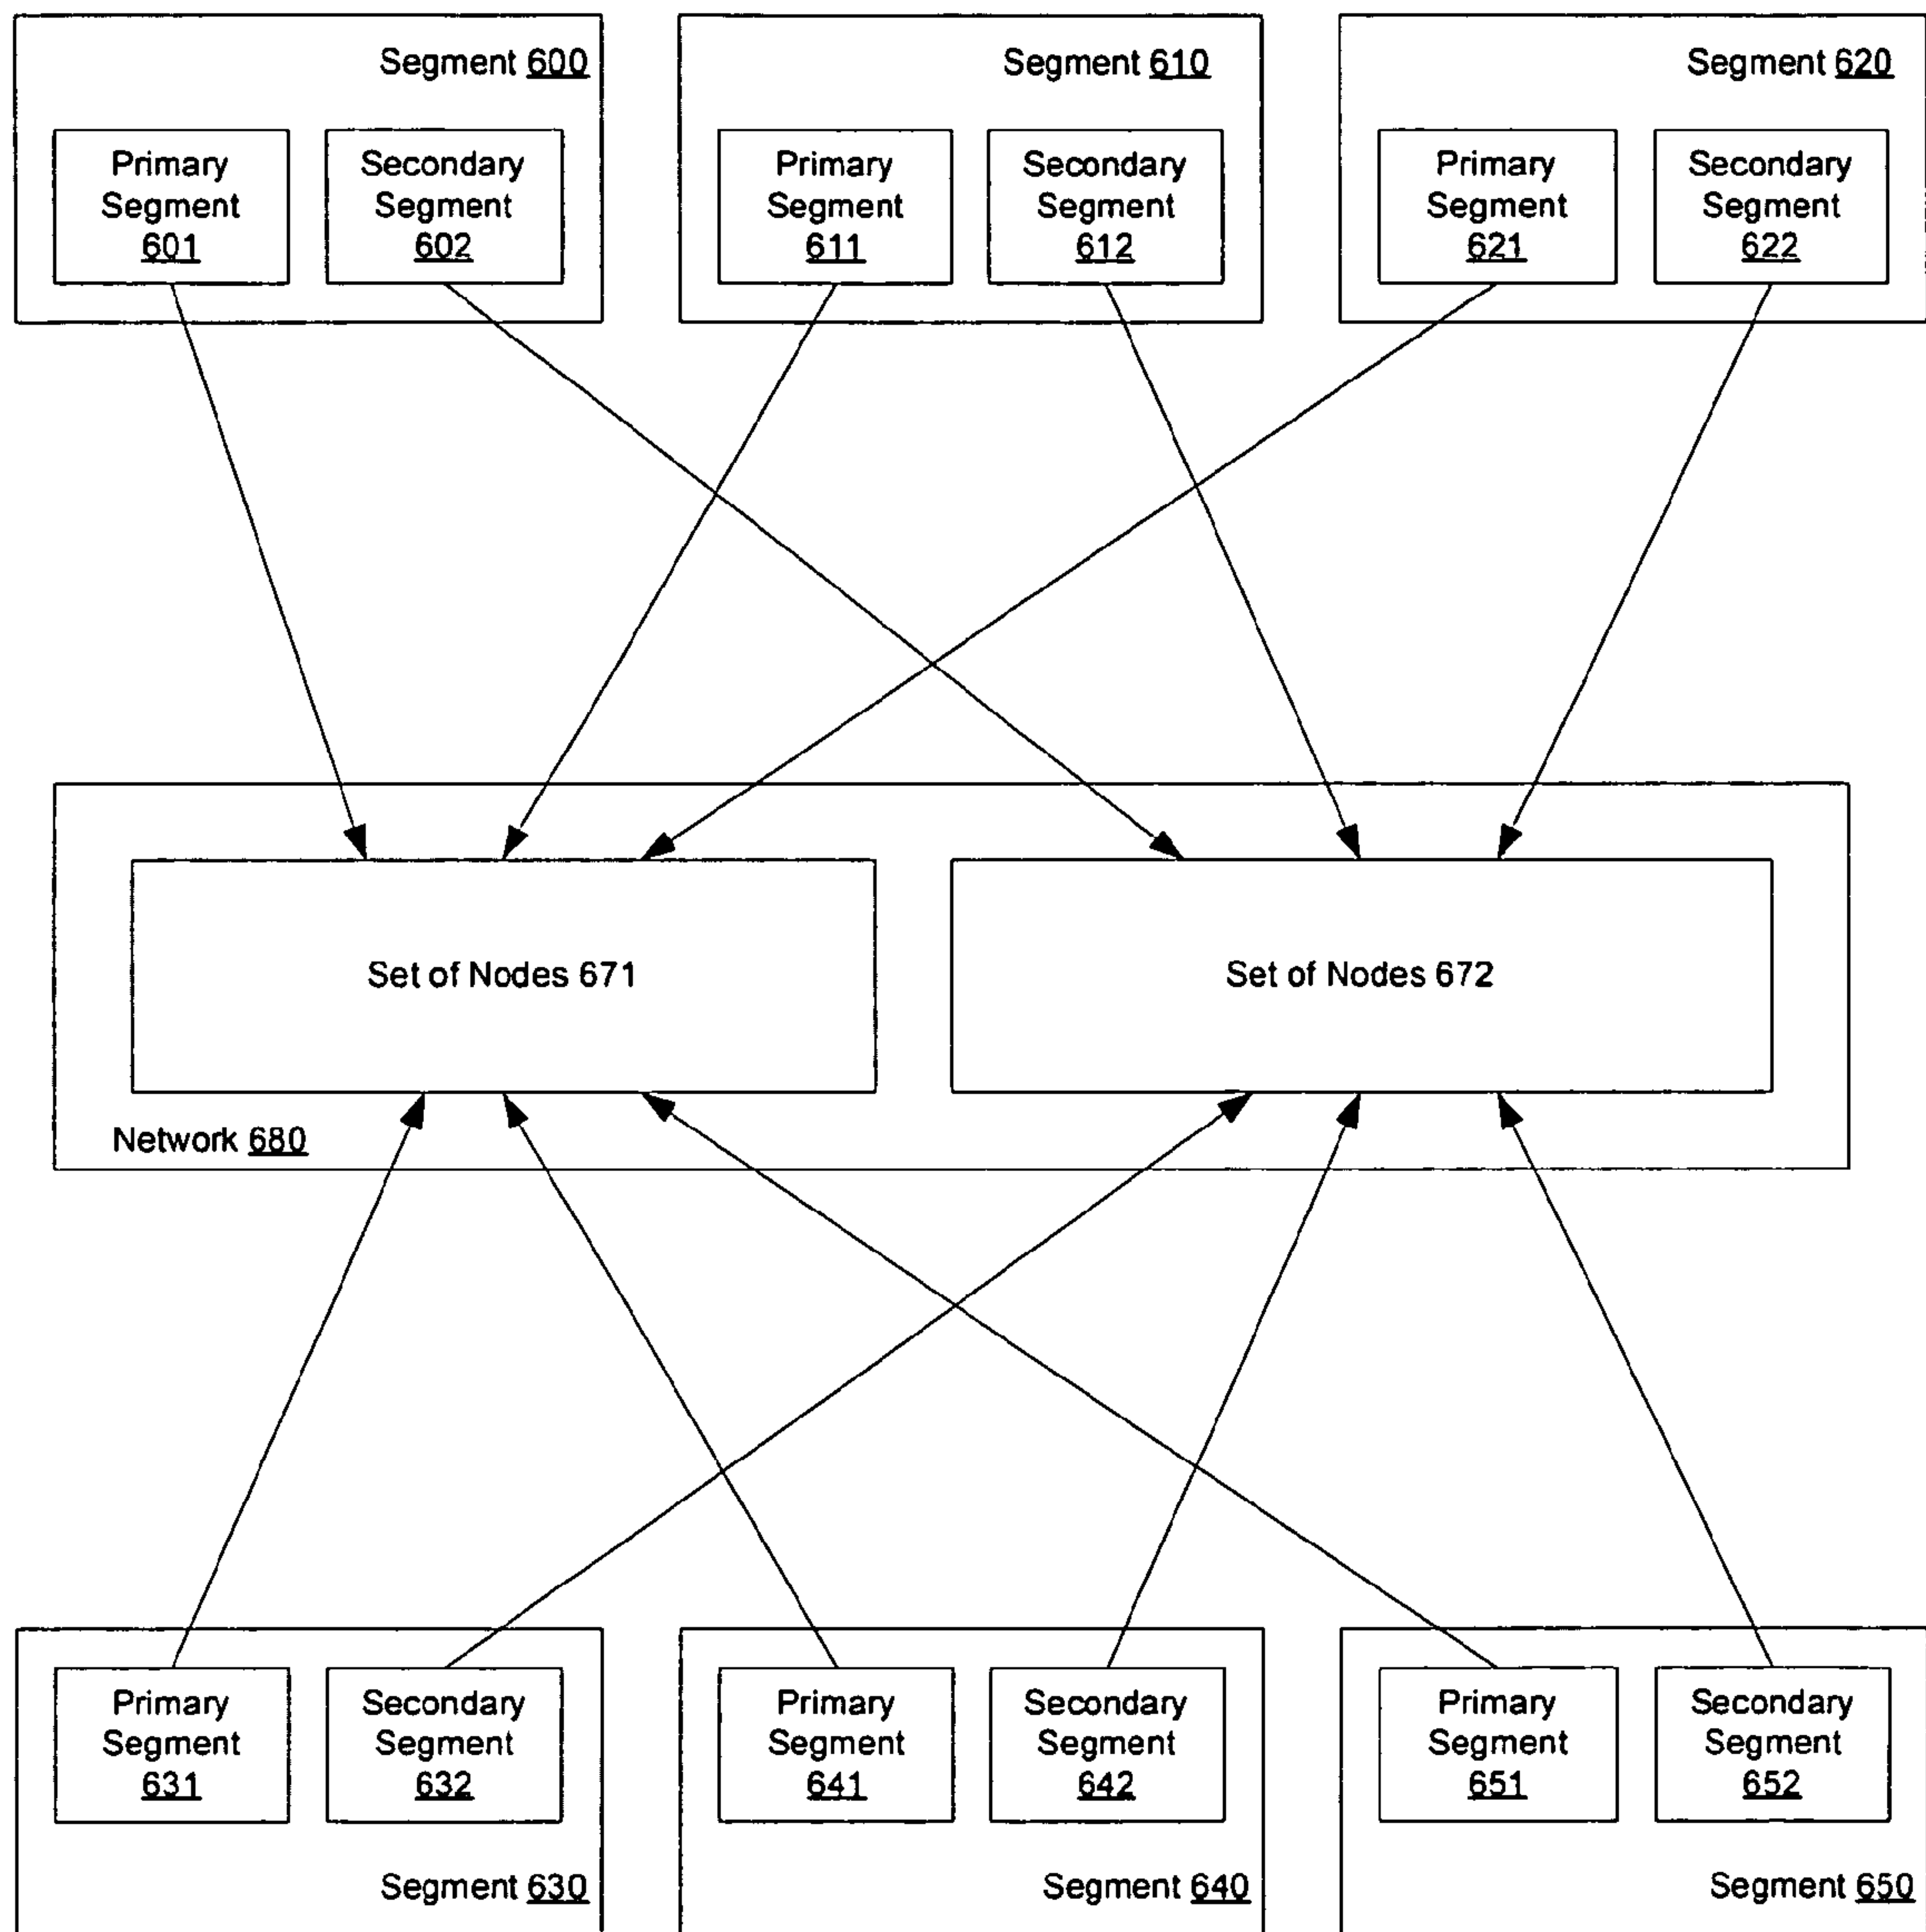 Segment 600
Primary
Segment
601
Secondary
Segment
602
Segment 610
Primary
Segment
611
Secondary
Segment
612
Segment 620
Primary
Segment
621
Secondary
Segment
622
Set of Nodes 671
Set of Nodes 672
Network 680
Primary
Segment
631
Secondary
Segment
632
Segment 630
Primary
Segment
641
Secondary
Segment
642
Segment 640
Primary
Segment
651
Secondary
Segment
652
Segment 650